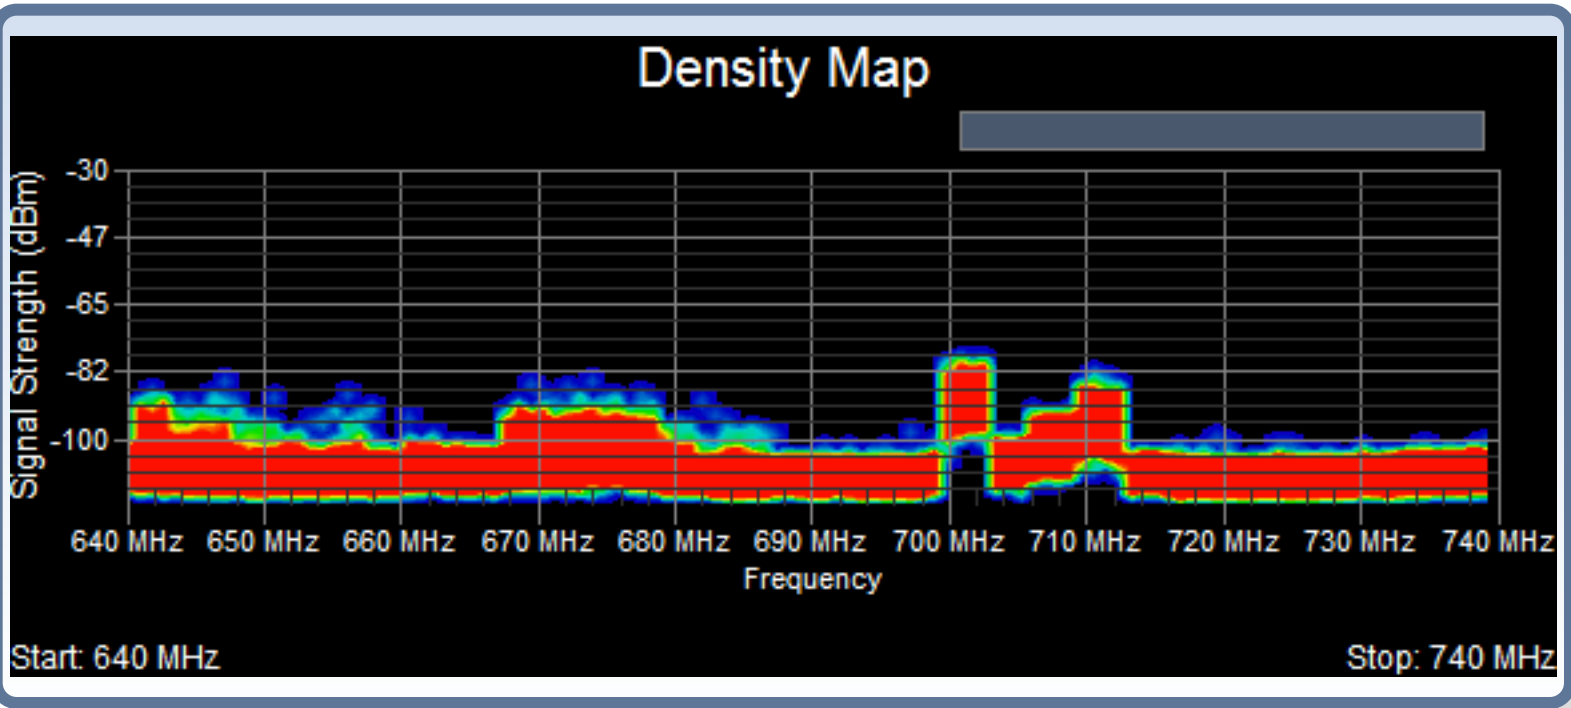 Density Map
-30
-47
-65
-82
-100
Signal Strength (dBm)
640 MHz 650 MHz 660 MHz 670 MHz 680 MHz 690 MHz 700 MHz 710 MHz 720 MHz 730 MHz 740 MHz
Frequency
Start: 640 MHz
Stop: 740 MHz